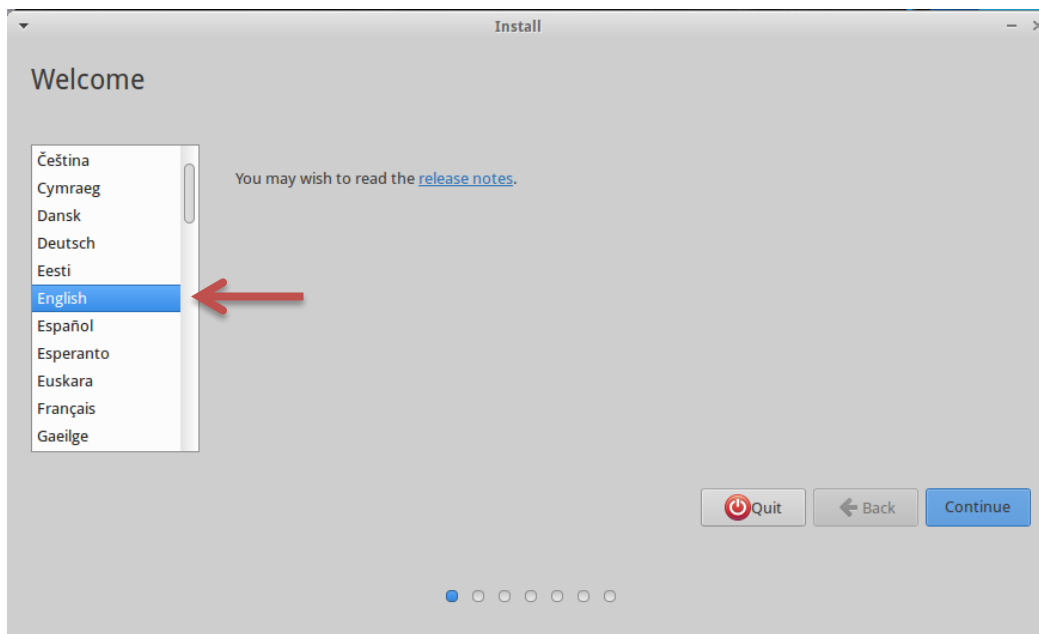 Install
Welcome
Čeština
Cymraeg
Dansk
Deutsch
Eesti
English
Español
Esperanto
Euskara
Français
Gaeilge
You may wish to read the release notes.
Quit
Back
Continue